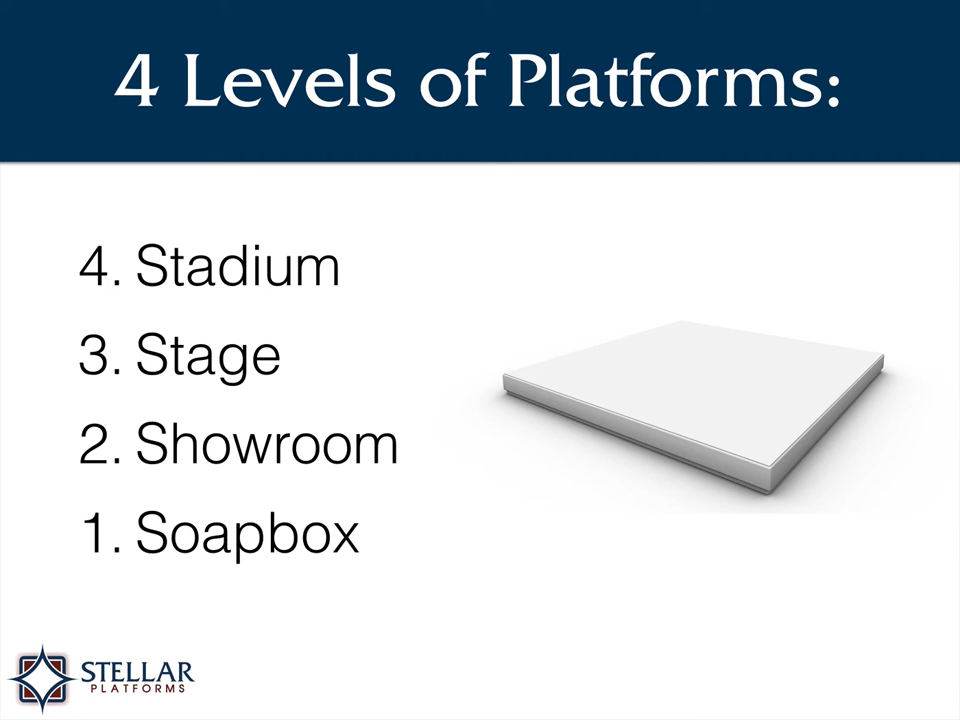 4 Levels of Platforms:
4. Stadium
3. Stage
2. Showroom
1. Soapbox
STELLAR
PLATFORMS